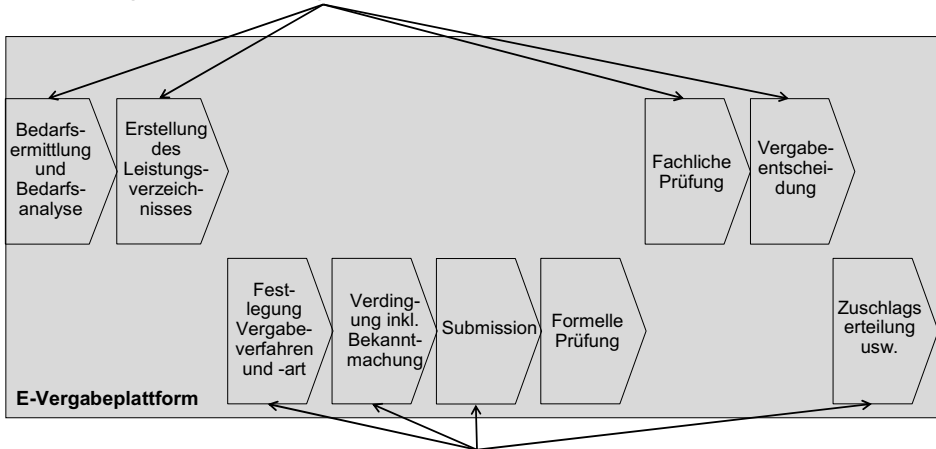 Bedarfs-
ermittlung
und
Bedarfs-
analyse
Erstellung
des
Leistungs-
verzeich-
nisses
Fachliche
Prüfung
Vergabe-
entschei-
dung
Fest-
legung
Vergabe-
verfahren
und -art
Verding-
ung inkl.
Bekannt-
machung
Submission
Formelle
Prüfung
Zuschlags
erteilung
usw.
E-Vergabeplattform